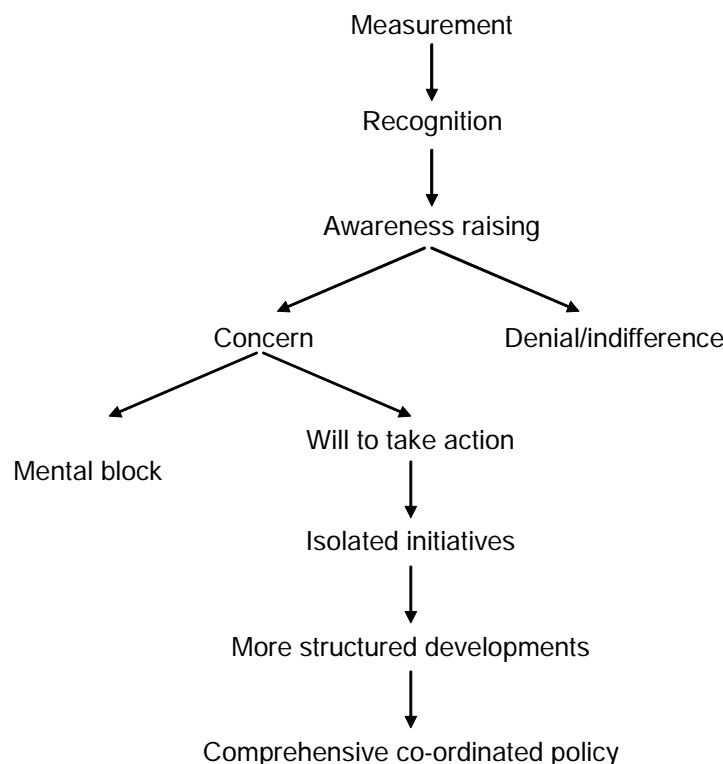 Measurement
Recognition
Awareness raising
Concern
Denial/indifference
Will to take action
Mental block
Isolated initiatives
More structured developments
Comprehensive co-ordinated policy